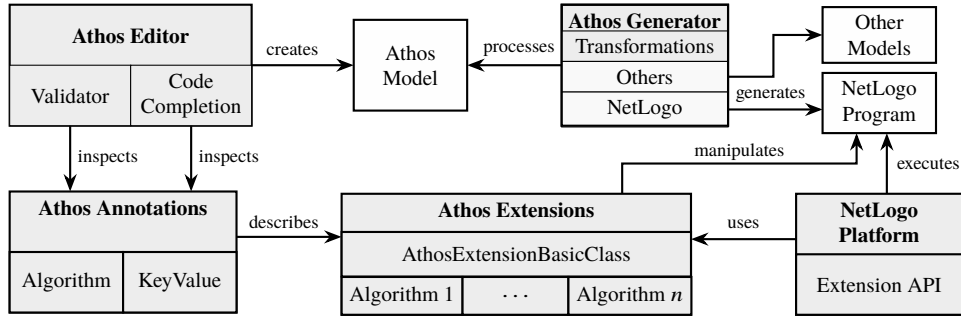 Athos Editor
Validator
Code
Completion
creates
Athos
Model
processes
Athos Generator
Transformations
Others
NetLogo
generates
Other
Models
NetLogo
Program
inspects
inspects
manipulates
executes
Athos Annotations
Algorithm
KeyValue
describes
Athos Extensions
AthosExtensionBasicClass
Algorithm 1
· · ·
Algorithm n
uses
NetLogo
Platform
Extension API